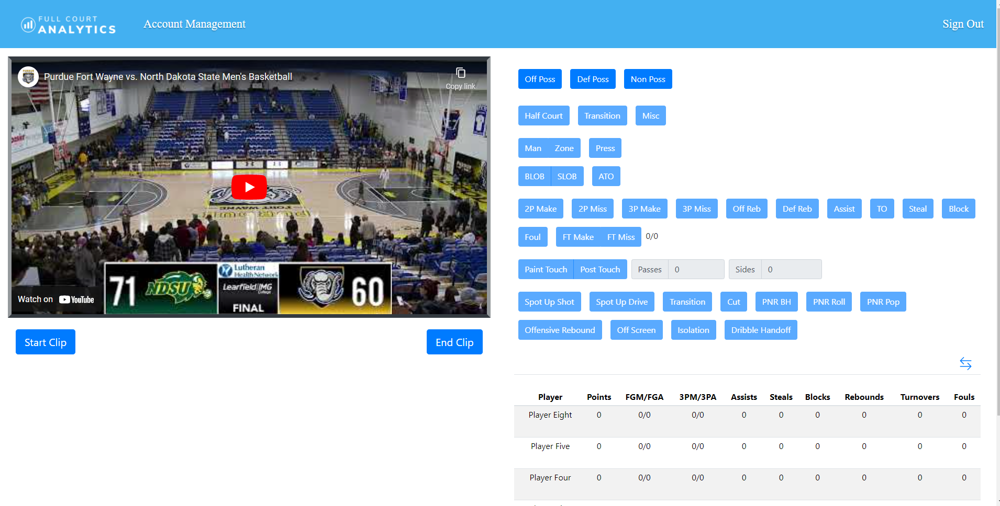 FULL COURT
ANALYTICS
Account Management
Sign Out
Purdue Fort Wayne vs. North Dakota State Men's Basketball
Copy link
71
NDSU
Lutheran
Health Network
Learfield IMG
College
FINAL
60
Watch on YouTube
Start Clip
End Clip
Off Poss Def Poss Non Poss
Half Court Transition Misc
Man Zone Press
BLOB SLOB ATO
2P Make 2P Miss 3P Make 3P Miss Off Reb Def Reb Assist TO Steal Block
Foul FT Make FT Miss 0/0
Paint Touch Post Touch Passes 0 Sides 0
Spot Up Shot Spot Up Drive Transition Cut PNR BH PNR Roll PNR Pop
Offensive Rebound Off Screen Isolation Dribble Handoff
Player Points FGM/FGA 3PM/3PA Assists Steals Blocks Rebounds Turnovers Fouls
Player Eight 0 0/0 0/0 0 0 0 0 0 0
Player Five 0 0/0 0/0 0 0 0 0 0 0
Player Four 0 0/0 0/0 0 0 0 0 0 0